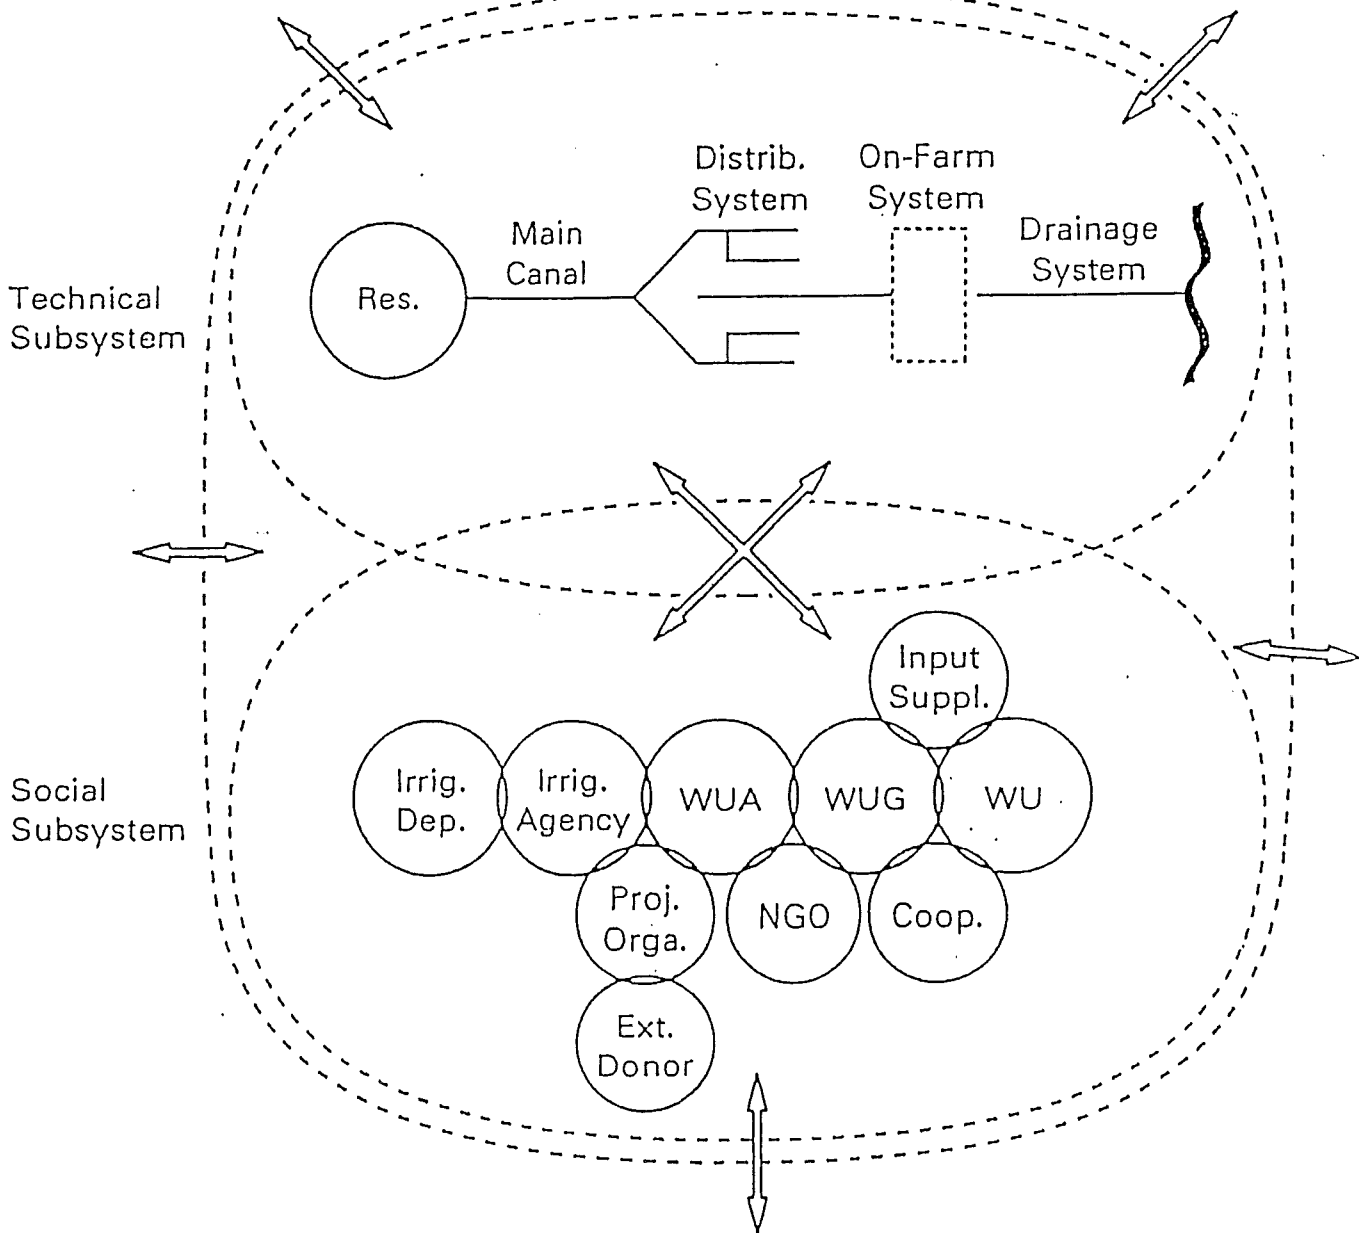 Distrib.
System
On-Farm
System
Main
Canal
Drainage
System
Technical
Subsystem
Res.
Input
Suppl.
Social
Subsystem
Irrig.
Dep.
Irrig.
Agency
WUA
WUG
WU
Proj.
Orga.
NGO
Coop.
Ext.
Donor